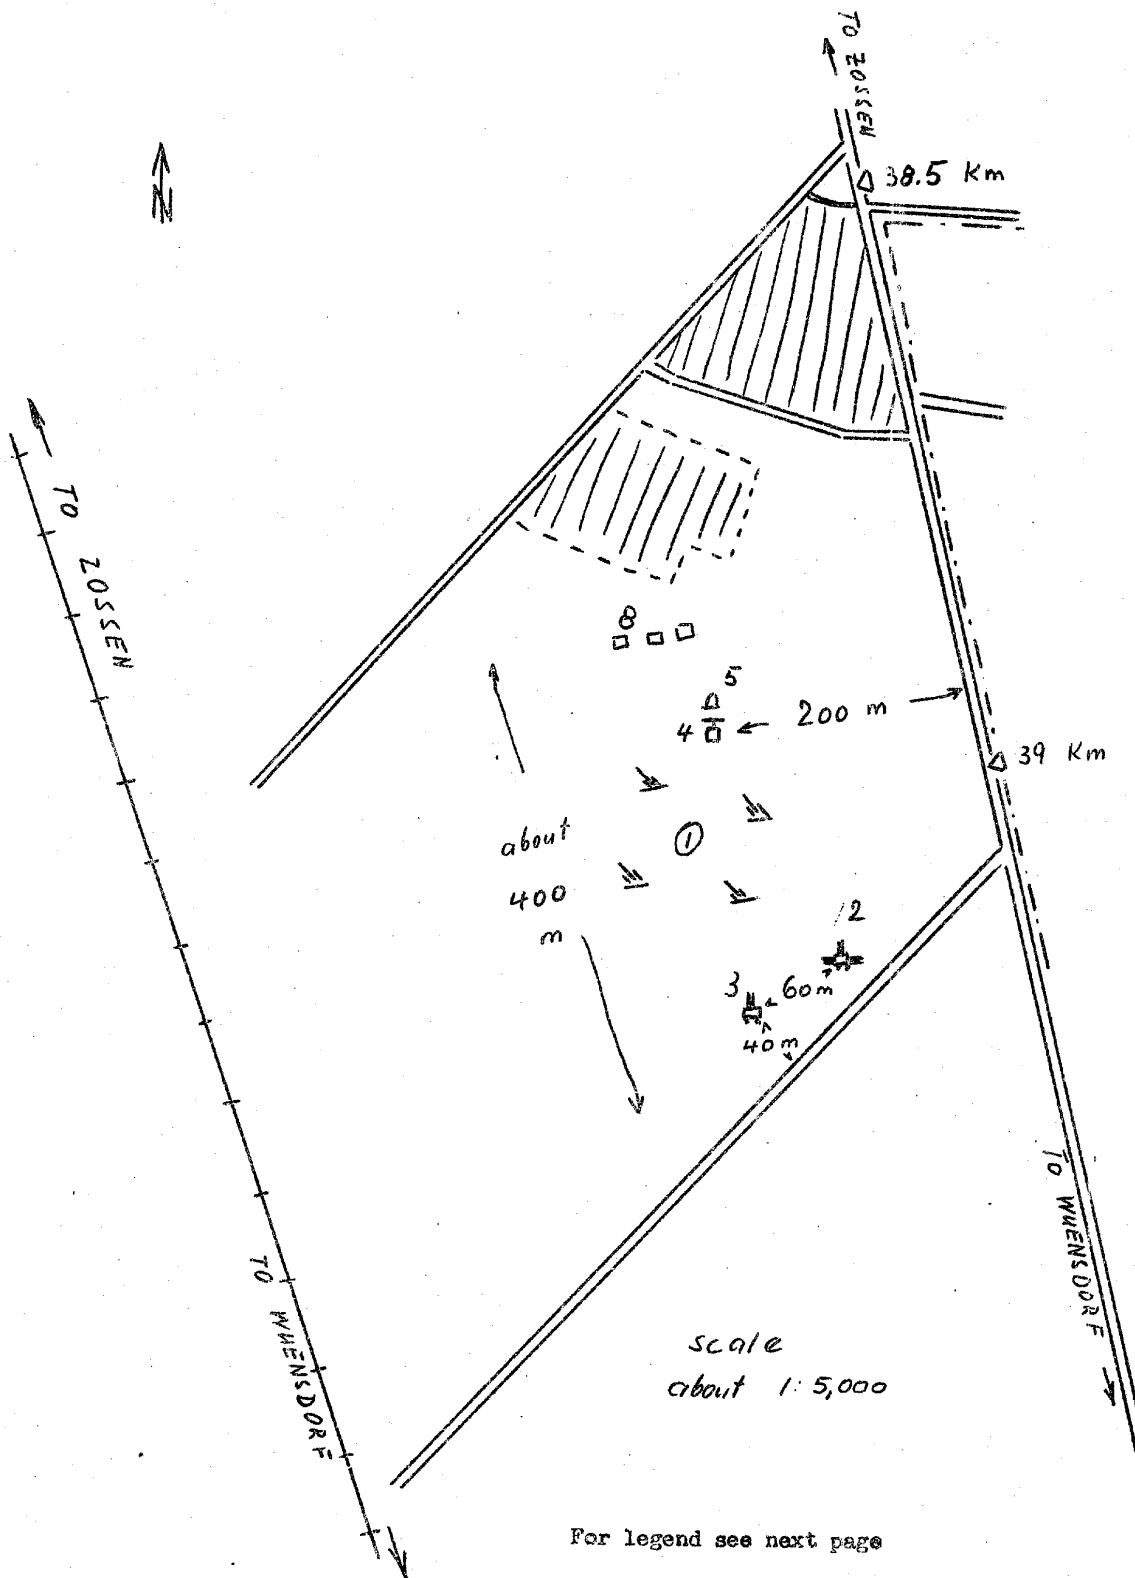 TO ZOSSEN
N
38.5 Km
TO ZOSSEN
8
5
4
200 m
39 Km
about
400
m
1
2
3
60m
40m
TO WUENSDORF
TO WUENSDORF
scale
about 1: 5,000
For legend see next page